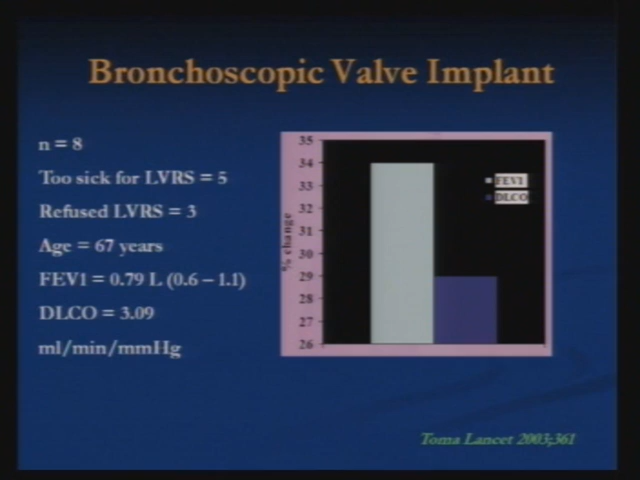 Bronchoscopic Valve Implant
n = 8
Too sick for LVRS = 5
Refused LVRS = 3
Age = 67 years
FEV1 = 0.79 L (0.6 – 1.1)
DLCO = 3.09
ml/min/mmHg
% change
35
34
33
32
31
30
29
28
27
26
FEV1
DLCO
Toma Lancet 2003;361